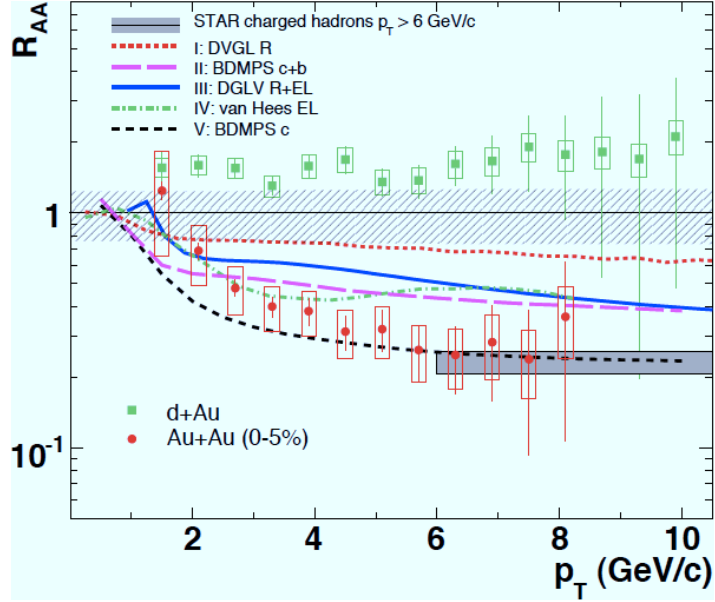 R_AA
STAR charged hadrons p_T > 6 GeV/c
I: DVGL R
II: BDMPS c+b
III: DGLV R+EL
IV: van Hees EL
V: BDMPS c
1
10^-1
d+Au
Au+Au (0-5%)
2 4 6 8 10
p_T (GeV/c)